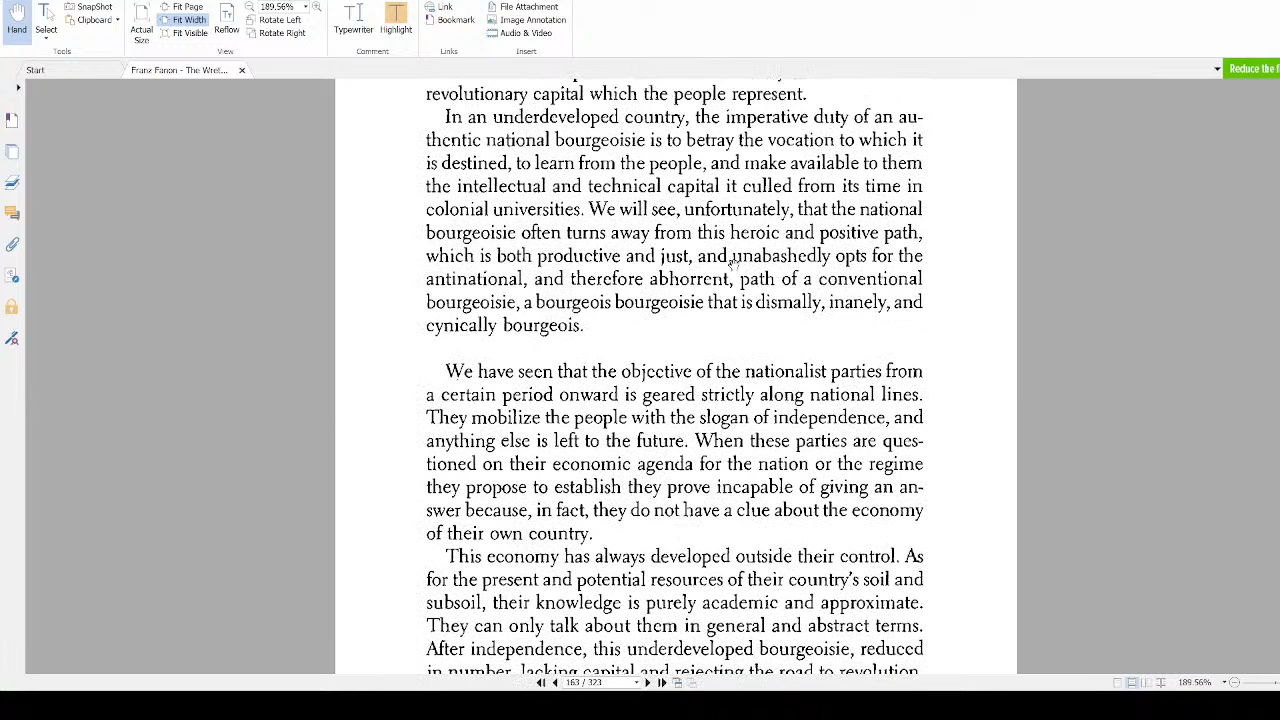 SnapShot
Clipboard
Hand
Select
Tools
Actual
Size
Fit Page
Fit Width
Fit Visible
Reflow
189.56%
Rotate Left
Rotate Right
View
Typewriter
Highlight
Comment
Link
Bookmark
Links
File Attachment
Image Annotation
Audio & Video
Insert
Start
Franz Fanon - The Wret...
Reduce the f
revolutionary capital which the people represent.
In an underdeveloped country, the imperative duty of an au-
thentic national bourgeoisie is to betray the vocation to which it
is destined, to learn from the people, and make available to them
the intellectual and technical capital it culled from its time in
colonial universities. We will see, unfortunately, that the national
bourgeoisie often turns away from this heroic and positive path,
which is both productive and just, and unabashedly opts for the
antinational, and therefore abhorrent, path of a conventional
bourgeoisie, a bourgeois bourgeoisie that is dismally, inanely, and
cynically bourgeois.
We have seen that the objective of the nationalist parties from
a certain period onward is geared strictly along national lines.
They mobilize the people with the slogan of independence, and
anything else is left to the future. When these parties are ques-
tioned on their economic agenda for the nation or the regime
they propose to establish they prove incapable of giving an an-
swer because, in fact, they do not have a clue about the economy
of their own country.
This economy has always developed outside their control. As
for the present and potential resources of their country's soil and
subsoil, their knowledge is purely academic and approximate.
They can only talk about them in general and abstract terms.
After independence, this underdeveloped bourgeoisie, reduced
in number, lacking capital and rejecting the road to revolution,
163 / 323
189.56%